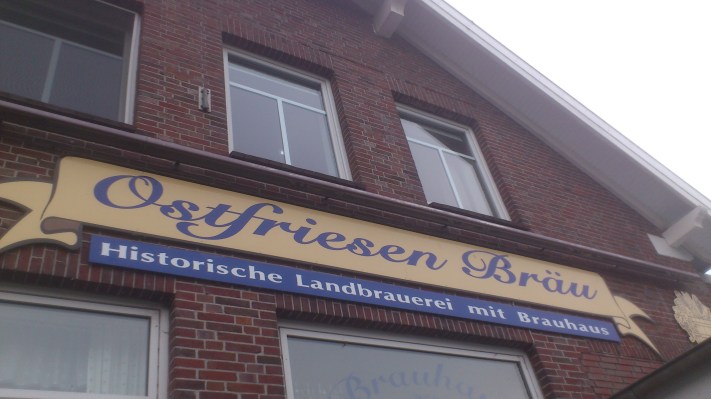 Ostfriesen Bräu
Historische Landbrauerei mit Brauhaus